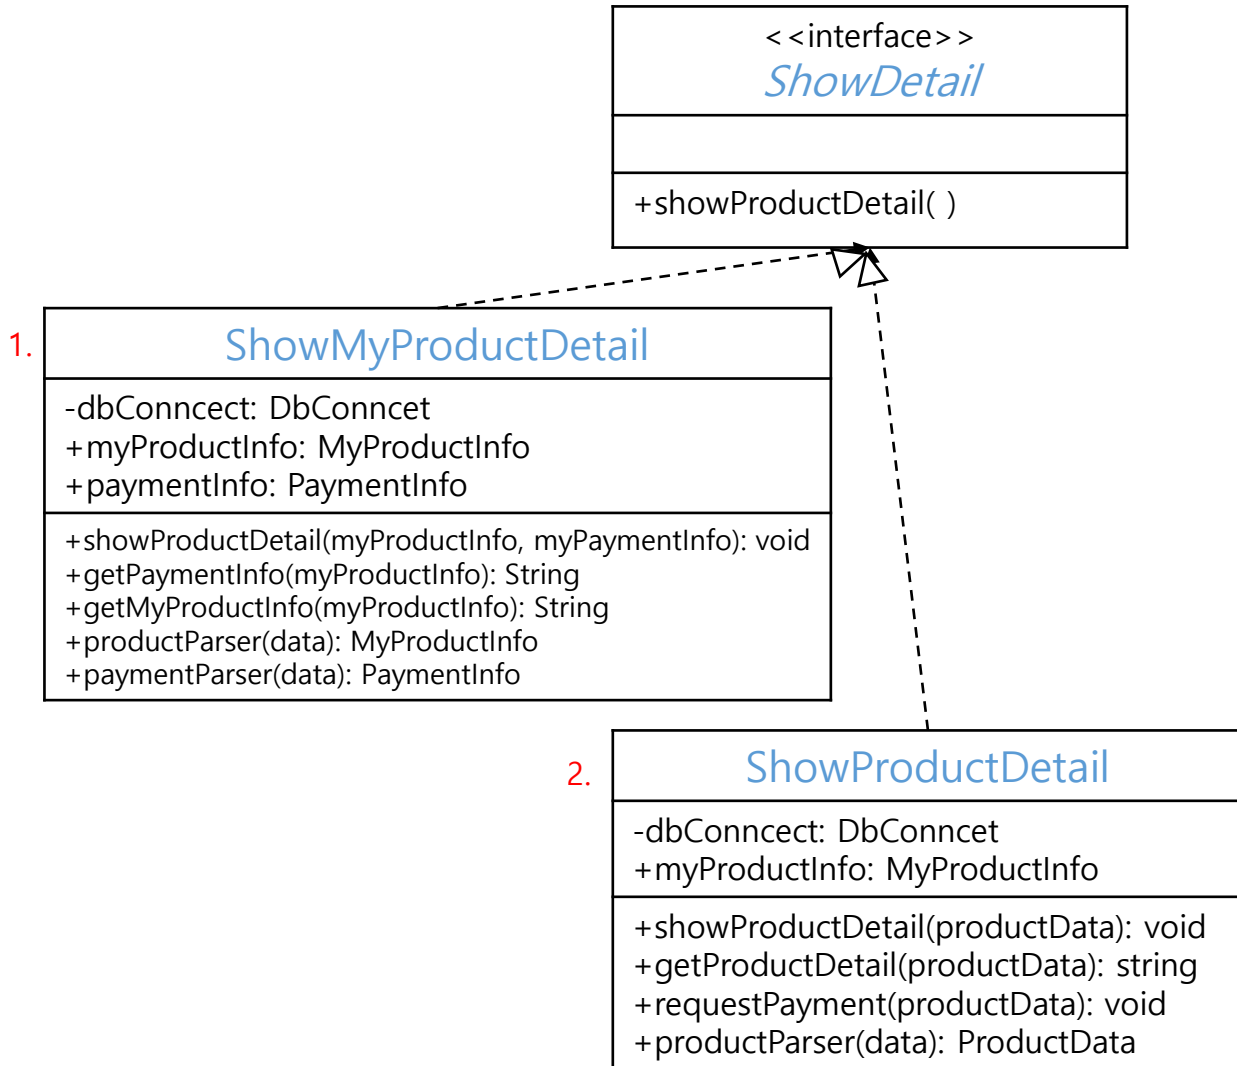 <<interface>>
ShowDetail
+showProductDetail( )
1.
ShowMyProductDetail
-dbConncect: DbConncet
+myProductInfo: MyProductInfo
+paymentInfo: PaymentInfo
+showProductDetail(myProductInfo, myPaymentInfo): void
+getPaymentInfo(myProductInfo): String
+getMyProductInfo(myProductInfo): String
+productParser(data): MyProductInfo
+paymentParser(data): PaymentInfo
2.
ShowProductDetail
-dbConncect: DbConncet
+myProductInfo: MyProductInfo
+showProductDetail(productData): void
+getProductDetail(productData): string
+requestPayment(productData): void
+productParser(data): ProductData